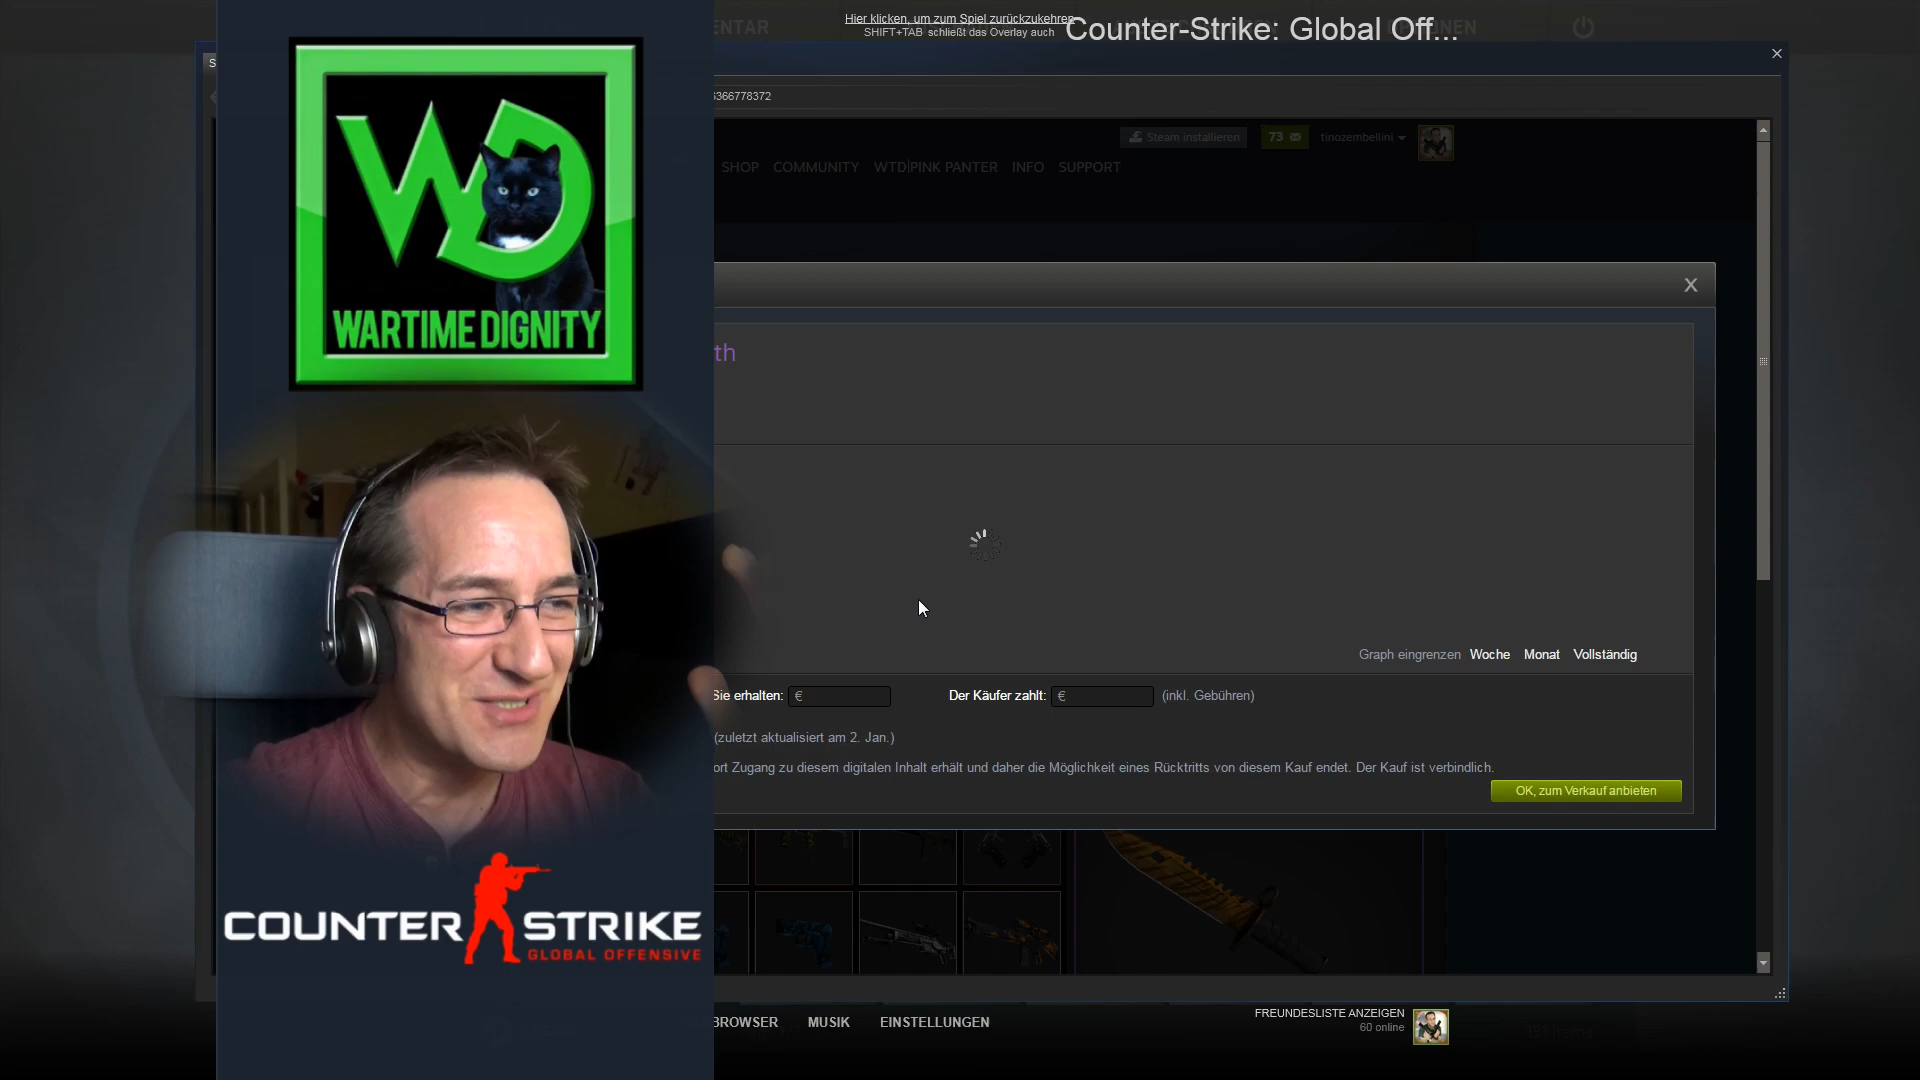 ENTAR
Hier klicken, um zum Spiel zurückzukehren
SHIFT+TAB schließt das Overlay auch
Counter-Strike: Global Off...
NEN
S
6366778372
Steam installieren
73
tinozembellini
SHOP COMMUNITY WTD|PINK PANTER INFO SUPPORT
X
WD
WARTIME DIGNITY
th
Graph eingrenzen Woche Monat Vollständig
Sie erhalten: €
Der Käufer zahlt: € (inkl. Gebühren)
(zuletzt aktualisiert am 2. Jan.)
ort Zugang zu diesem digitalen Inhalt erhält und daher die Möglichkeit eines Rücktritts von diesem Kauf endet. Der Kauf ist verbindlich.
OK, zum Verkauf anbieten
COUNTER STRIKE
GLOBAL OFFENSIVE
BROWSER MUSIK EINSTELLUNGEN
FREUNDESLISTE ANZEIGEN
60 online